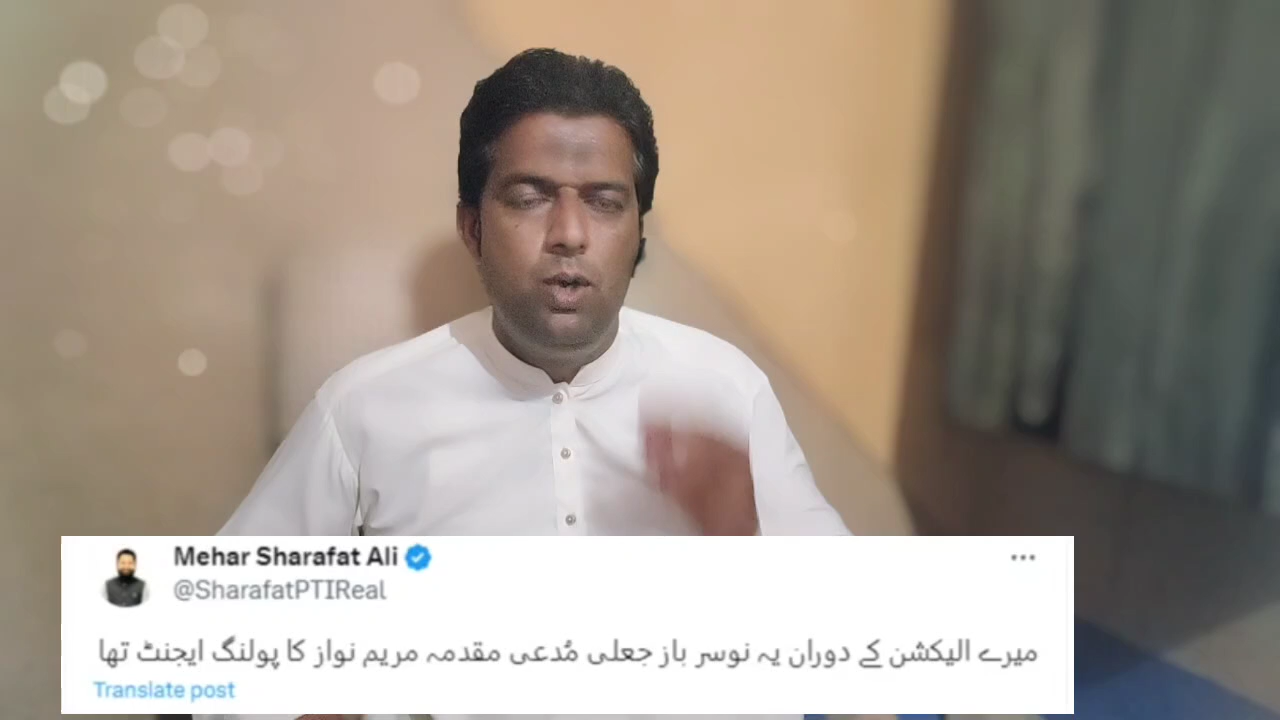 Mehar Sharafat Ali
@SharafatPTIReal
میرے الیکشن کے دوران یہ نوسر باز جعلی مُدعی مقدمہ مریم نواز کا پولنگ ایجنٹ تھا
Translate post